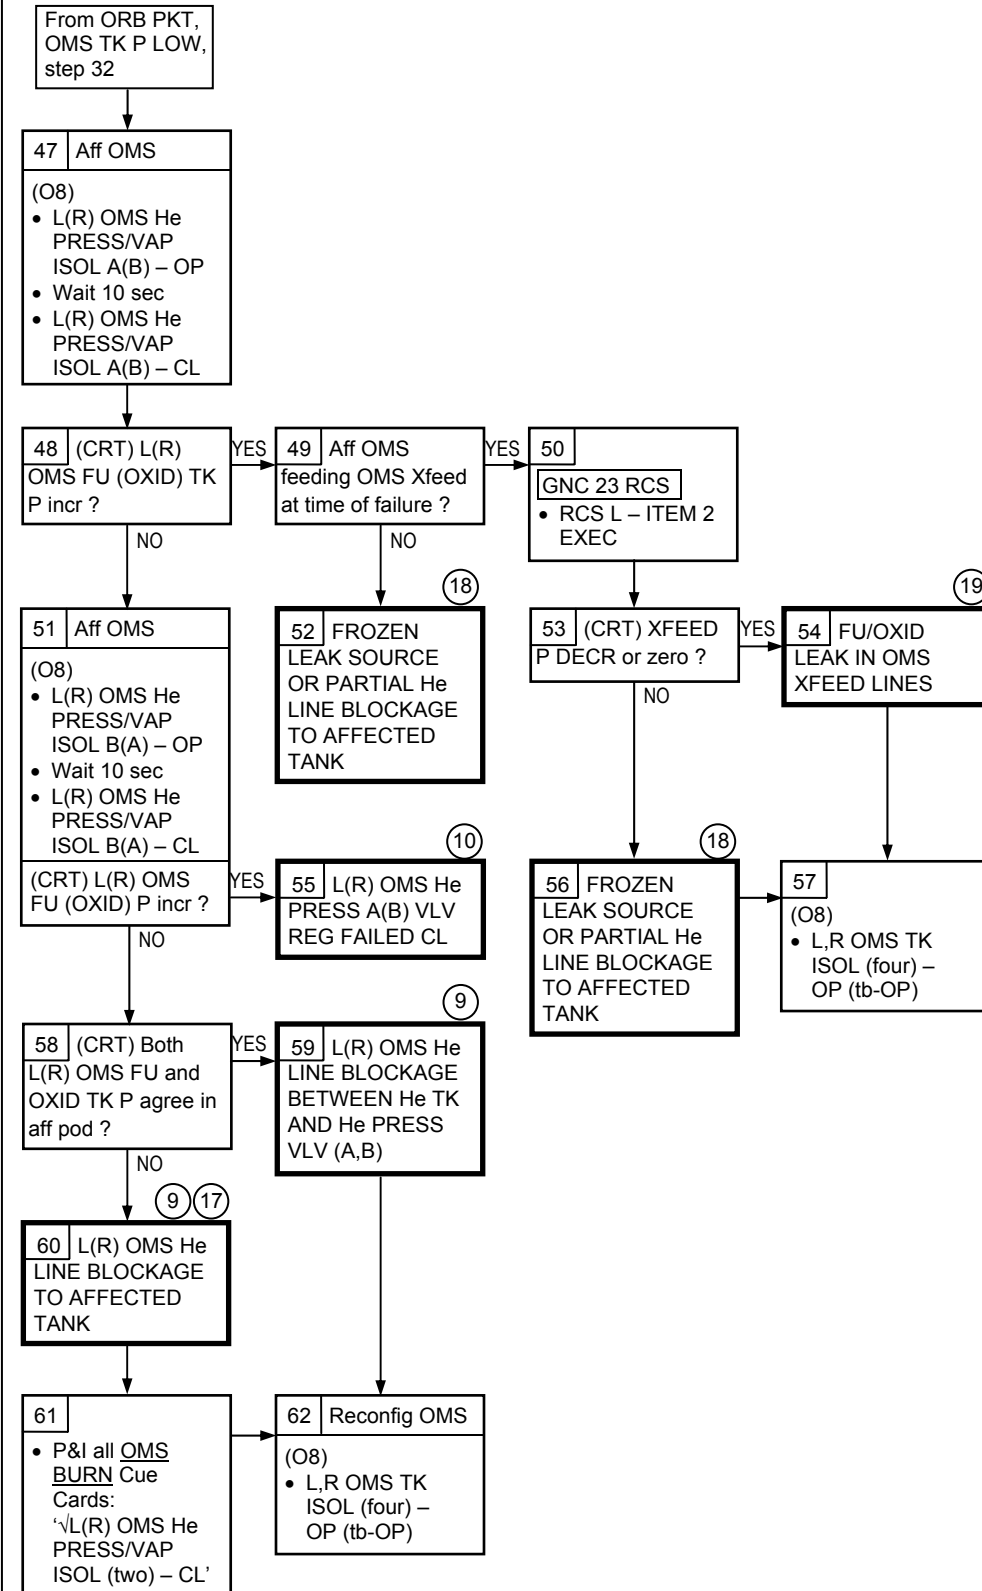 From ORB PKT,
OMS TK P LOW,
step 32
47 Aff OMS
(O8)
• L(R) OMS He
PRESS/VAP
ISOL A(B) – OP
• Wait 10 sec
• L(R) OMS He
PRESS/VAP
ISOL A(B) – CL
48 (CRT) L(R)
OMS FU (OXID) TK
P incr ?
YES
NO
49 Aff OMS
feeding OMS Xfeed
at time of failure ?
YES
NO
50
GNC 23 RCS
• RCS L – ITEM 2
EXEC
51 Aff OMS
(O8)
• L(R) OMS He
PRESS/VAP
ISOL B(A) – OP
• Wait 10 sec
• L(R) OMS He
PRESS/VAP
ISOL B(A) – CL
(CRT) L(R) OMS
FU (OXID) P incr ?
YES
NO
18
52 FROZEN
LEAK SOURCE
OR PARTIAL He
LINE BLOCKAGE
TO AFFECTED
TANK
53 (CRT) XFEED
P DECR or zero ?
YES
NO
19
54 FU/OXID
LEAK IN OMS
XFEED LINES
10
55 L(R) OMS He
PRESS A(B) VLV
REG FAILED CL
18
56 FROZEN
LEAK SOURCE
OR PARTIAL He
LINE BLOCKAGE
TO AFFECTED
TANK
57
(O8)
• L,R OMS TK
ISOL (four) –
OP (tb-OP)
58 (CRT) Both
L(R) OMS FU and
OXID TK P agree in
aff pod ?
YES
NO
9
59 L(R) OMS He
LINE BLOCKAGE
BETWEEN He TK
AND He PRESS
VLV (A,B)
9 17
60 L(R) OMS He
LINE BLOCKAGE
TO AFFECTED
TANK
61
• P&I all OMS
BURN Cue
Cards:
‘√L(R) OMS He
PRESS/VAP
ISOL (two) – CL’
62 Reconfig OMS
(O8)
• L,R OMS TK
ISOL (four) –
OP (tb-OP)